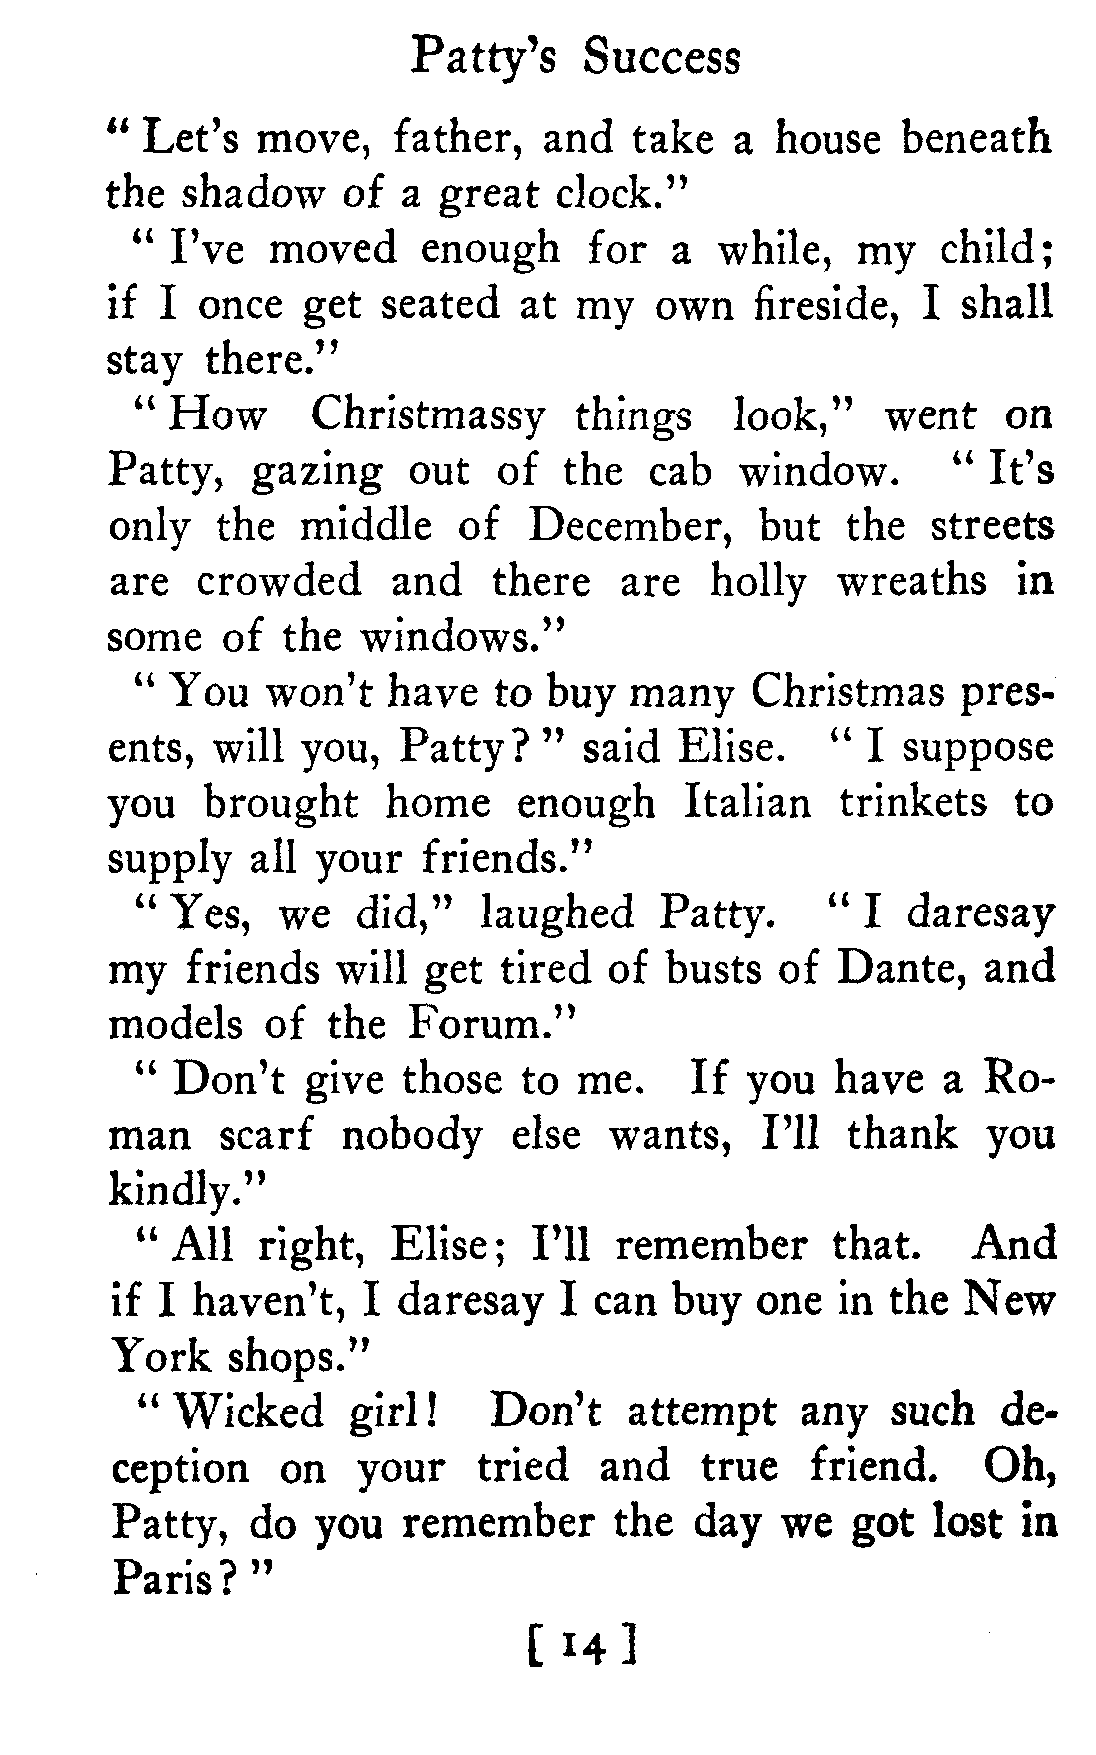 Patty's Success
" Let's move, father, and take a house beneath
the shadow of a great clock."
" I've moved enough for a while, my child;
if I once get seated at my own fireside, I shall
stay there."
" How Christmassy things look," went on
Patty, gazing out of the cab window. " It's
only the middle of December, but the streets
are crowded and there are holly wreaths in
some of the windows."
" You won't have to buy many Christmas pres-
ents, will you, Patty? " said Elise. " I suppose
you brought home enough Italian trinkets to
supply all your friends."
" Yes, we did," laughed Patty. " I daresay
my friends will get tired of busts of Dante, and
models of the Forum."
" Don't give those to me. If you have a Ro-
man scarf nobody else wants, I'll thank you
kindly."
" All right, Elise; I'll remember that. And
if I haven't, I daresay I can buy one in the New
York shops."
" Wicked girl! Don't attempt any such de-
ception on your tried and true friend. Oh,
Patty, do you remember the day we got lost in
Paris? "
[ 14 ]